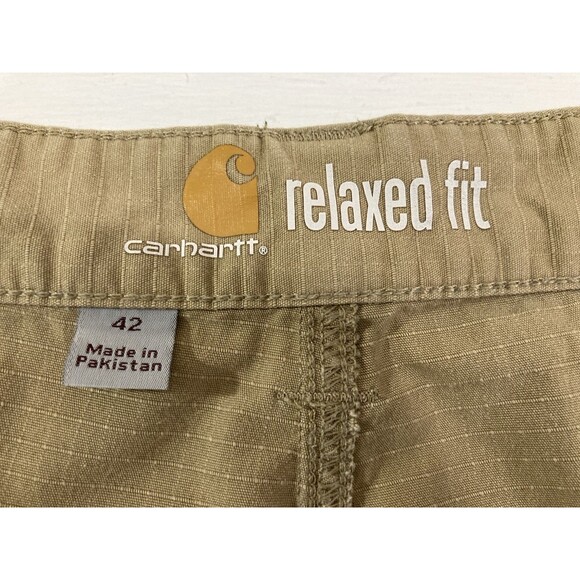 relaxed fit
carhartt®
42
Made in
Pakistan